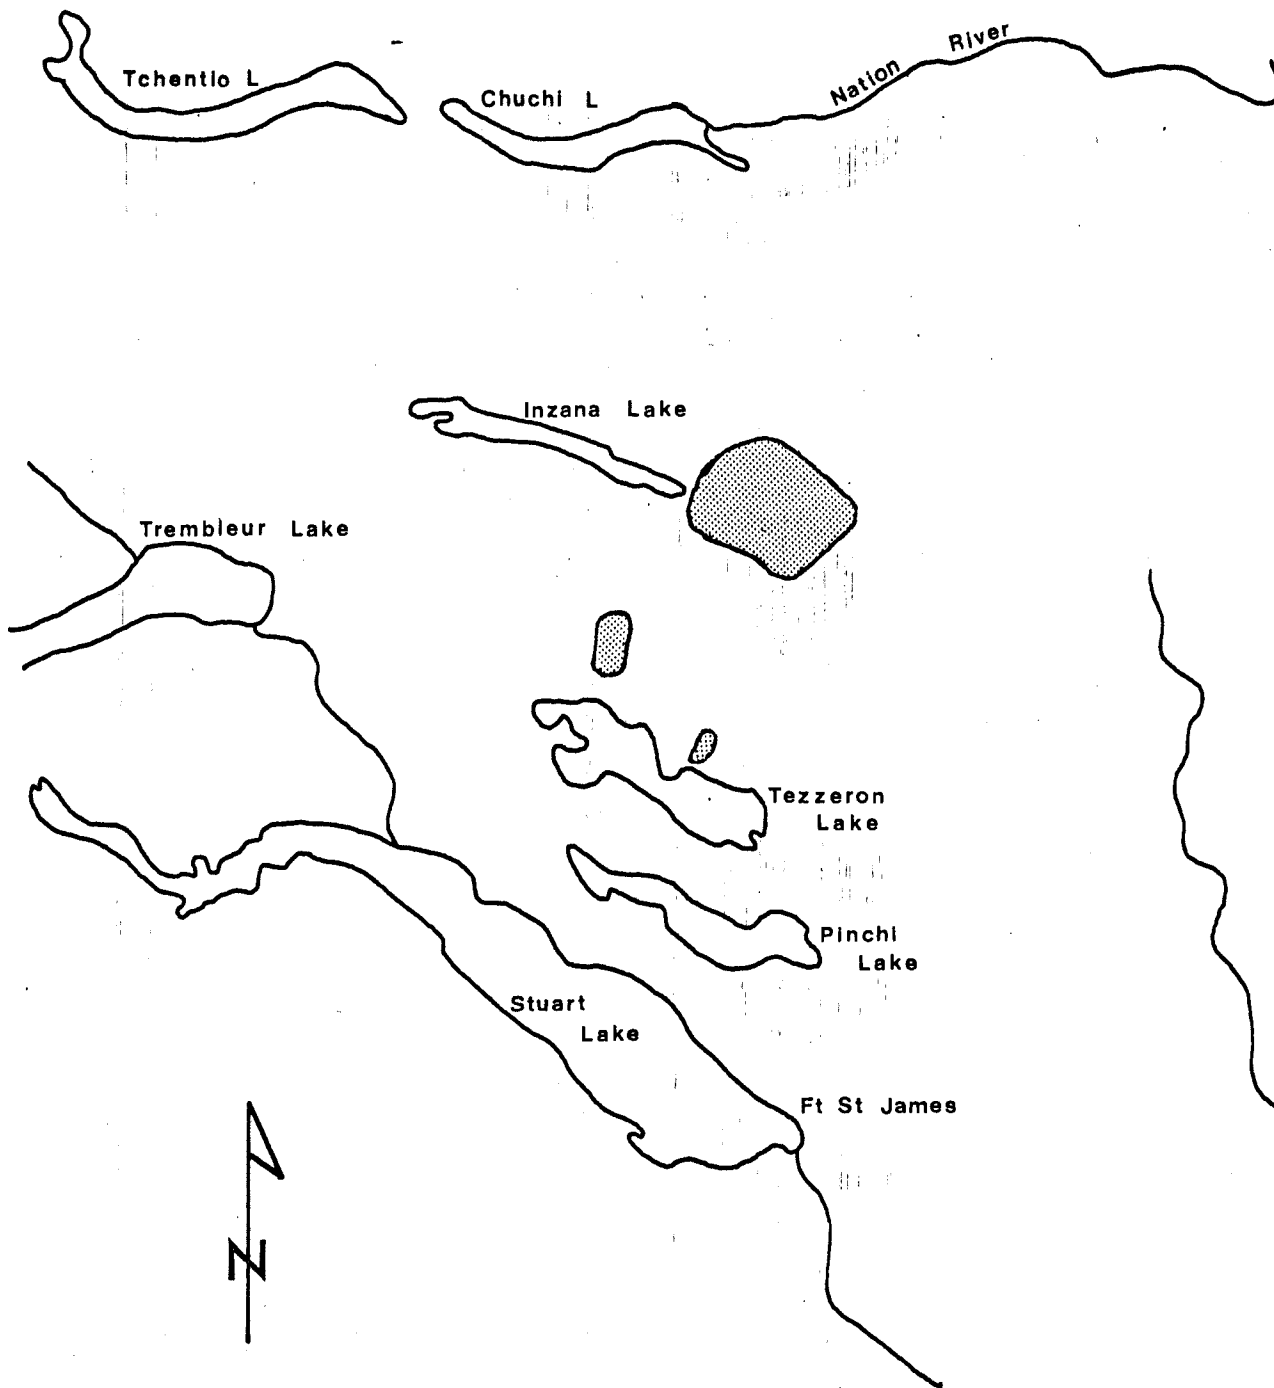 Nation River
Tchentlo L
Chuchi L
Inzana Lake
Trembleur Lake
Tezzeron
Lake
Pinchi
Lake
Stuart
Lake
Ft St James
N